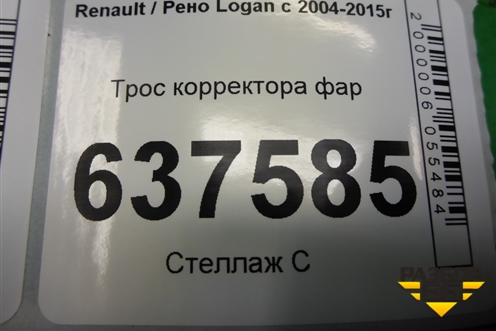 Renault / Рено Logan с 2004-2015г
Трос корректора фар
637585
Стеллаж С
2000006055484